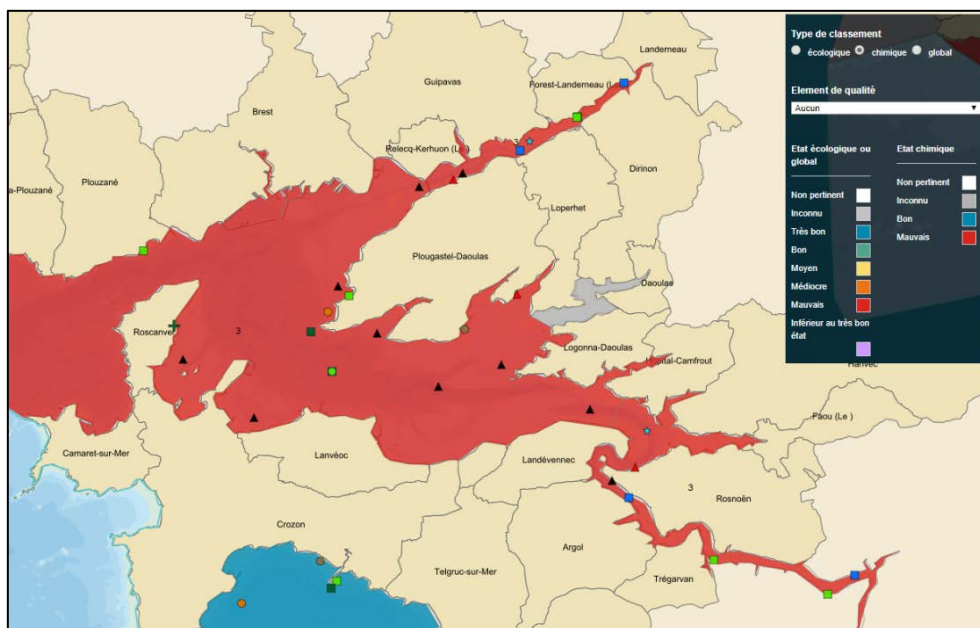 Landerneau
Guipavas
Forest-Landerneau (L
Brest
3
Relecq-Kerhuon (Le )
Plouzané
a-Plouzané
Dirinon
Loperhet
Plougastel-Daoulas
Daoulas
Roscanvel
3
Logonna-Daoulas
Hôpital-Camfrout
Hanvec
Faou (Le )
Camaret-sur-Mer
Lanvéoc
Landévennec
3
Rosnoën
Crozon
Argol
Telgruc-sur-Mer
Trégarvan
Type de classement
écologique chimique global
Element de qualité
Aucun
Etat écologique ou
global
Non pertinent
Inconnu
Très bon
Bon
Moyen
Médiocre
Mauvais
Inférieur au très bon
état
Etat chimique
Non pertinent
Inconnu
Bon
Mauvais